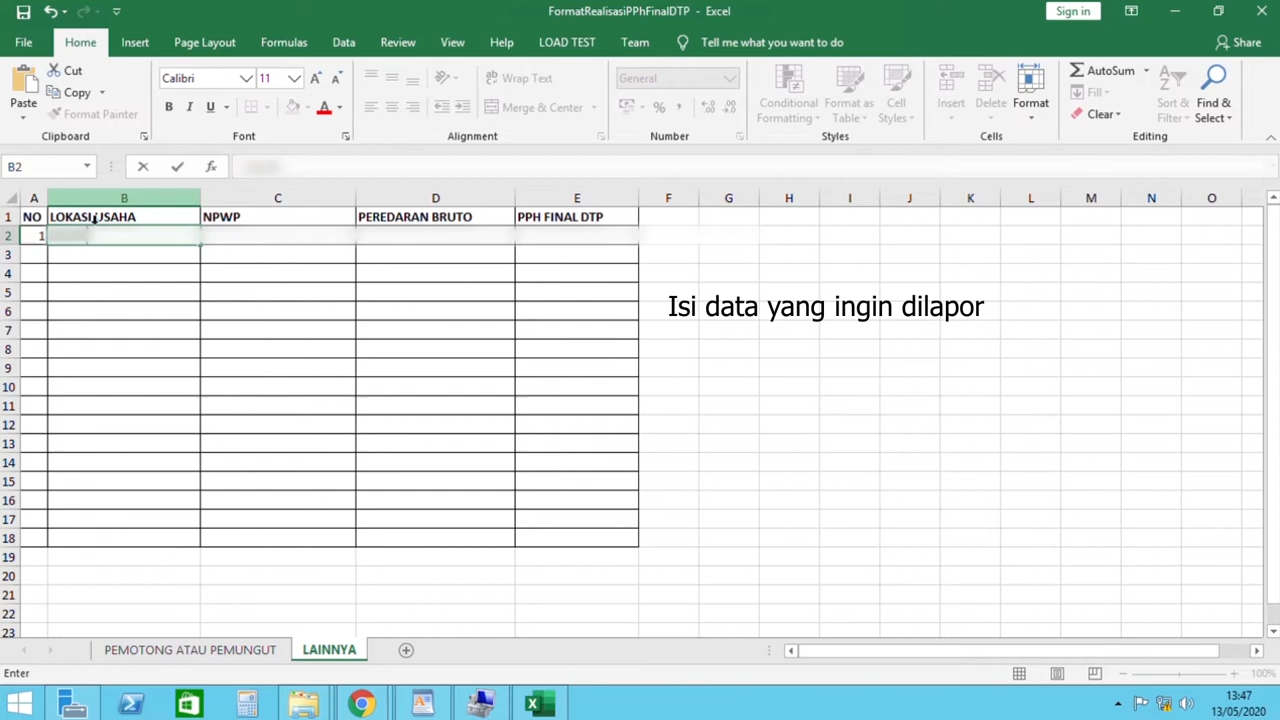 FormatRealisasiPPhFinalDTP - Excel
Sign in
File Home Insert Page Layout Formulas Data Review View Help LOAD TEST Team Tell me what you want to do Share
Paste
Cut
Copy
Format Painter
Clipboard
Calibri 11
B I U
Font
Wrap Text
Merge & Center
Alignment
General
%
Number
Conditional Formatting
Format as Table
Cell Styles
Styles
Insert Delete Format
Cells
AutoSum
Fill
Clear
Sort & Filter
Find & Select
Editing
B2 fx
A B C D E F G H I J K L M N O
1 NO LOKASI USAHA NPWP PEREDARAN BRUTO PPH FINAL DTP
2 1
3
4
5
6
7
8
9
10
11
12
13
14
15
16
17
18
19
20
21
22
23
Isi data yang ingin dilapor
PEMOTONG ATAU PEMUNGUT LAINNYA
Enter 100%
13:47
13/05/2020